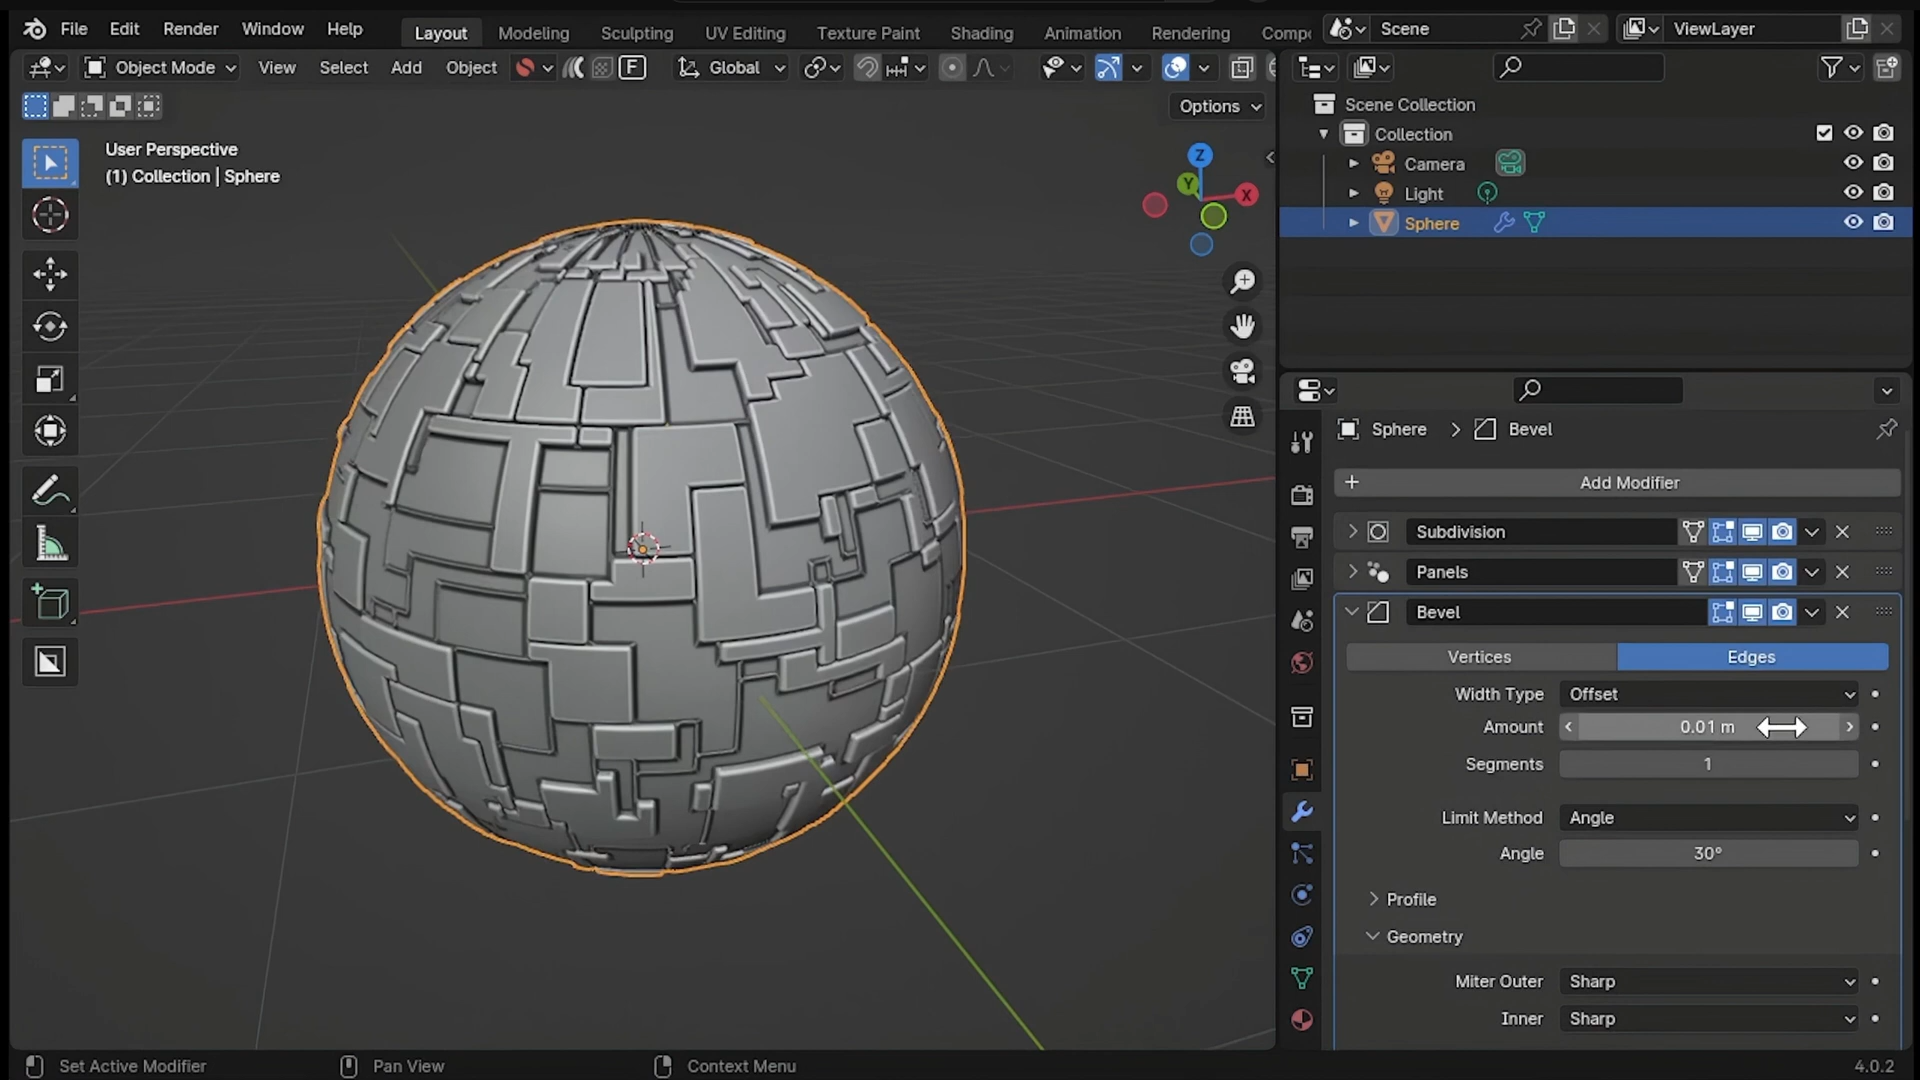 File Edit Render Window Help Layout Modeling Sculpting UV Editing Texture Paint Shading Animation Rendering Scene ViewLayer
Object Mode View Select Add Object F Global
Options
User Perspective
(1) Collection | Sphere
Z
Y
X
Scene Collection
Collection
Camera
Light
Sphere
Sphere > Bevel
+ Add Modifier
Subdivision
Panels
Bevel
Vertices Edges
Width Type Offset
Amount 0.01 m
Segments 1
Limit Method Angle
Angle 30°
Profile
Geometry
Miter Outer Sharp
Inner Sharp
Set Active Modifier Pan View Context Menu 4.0.2